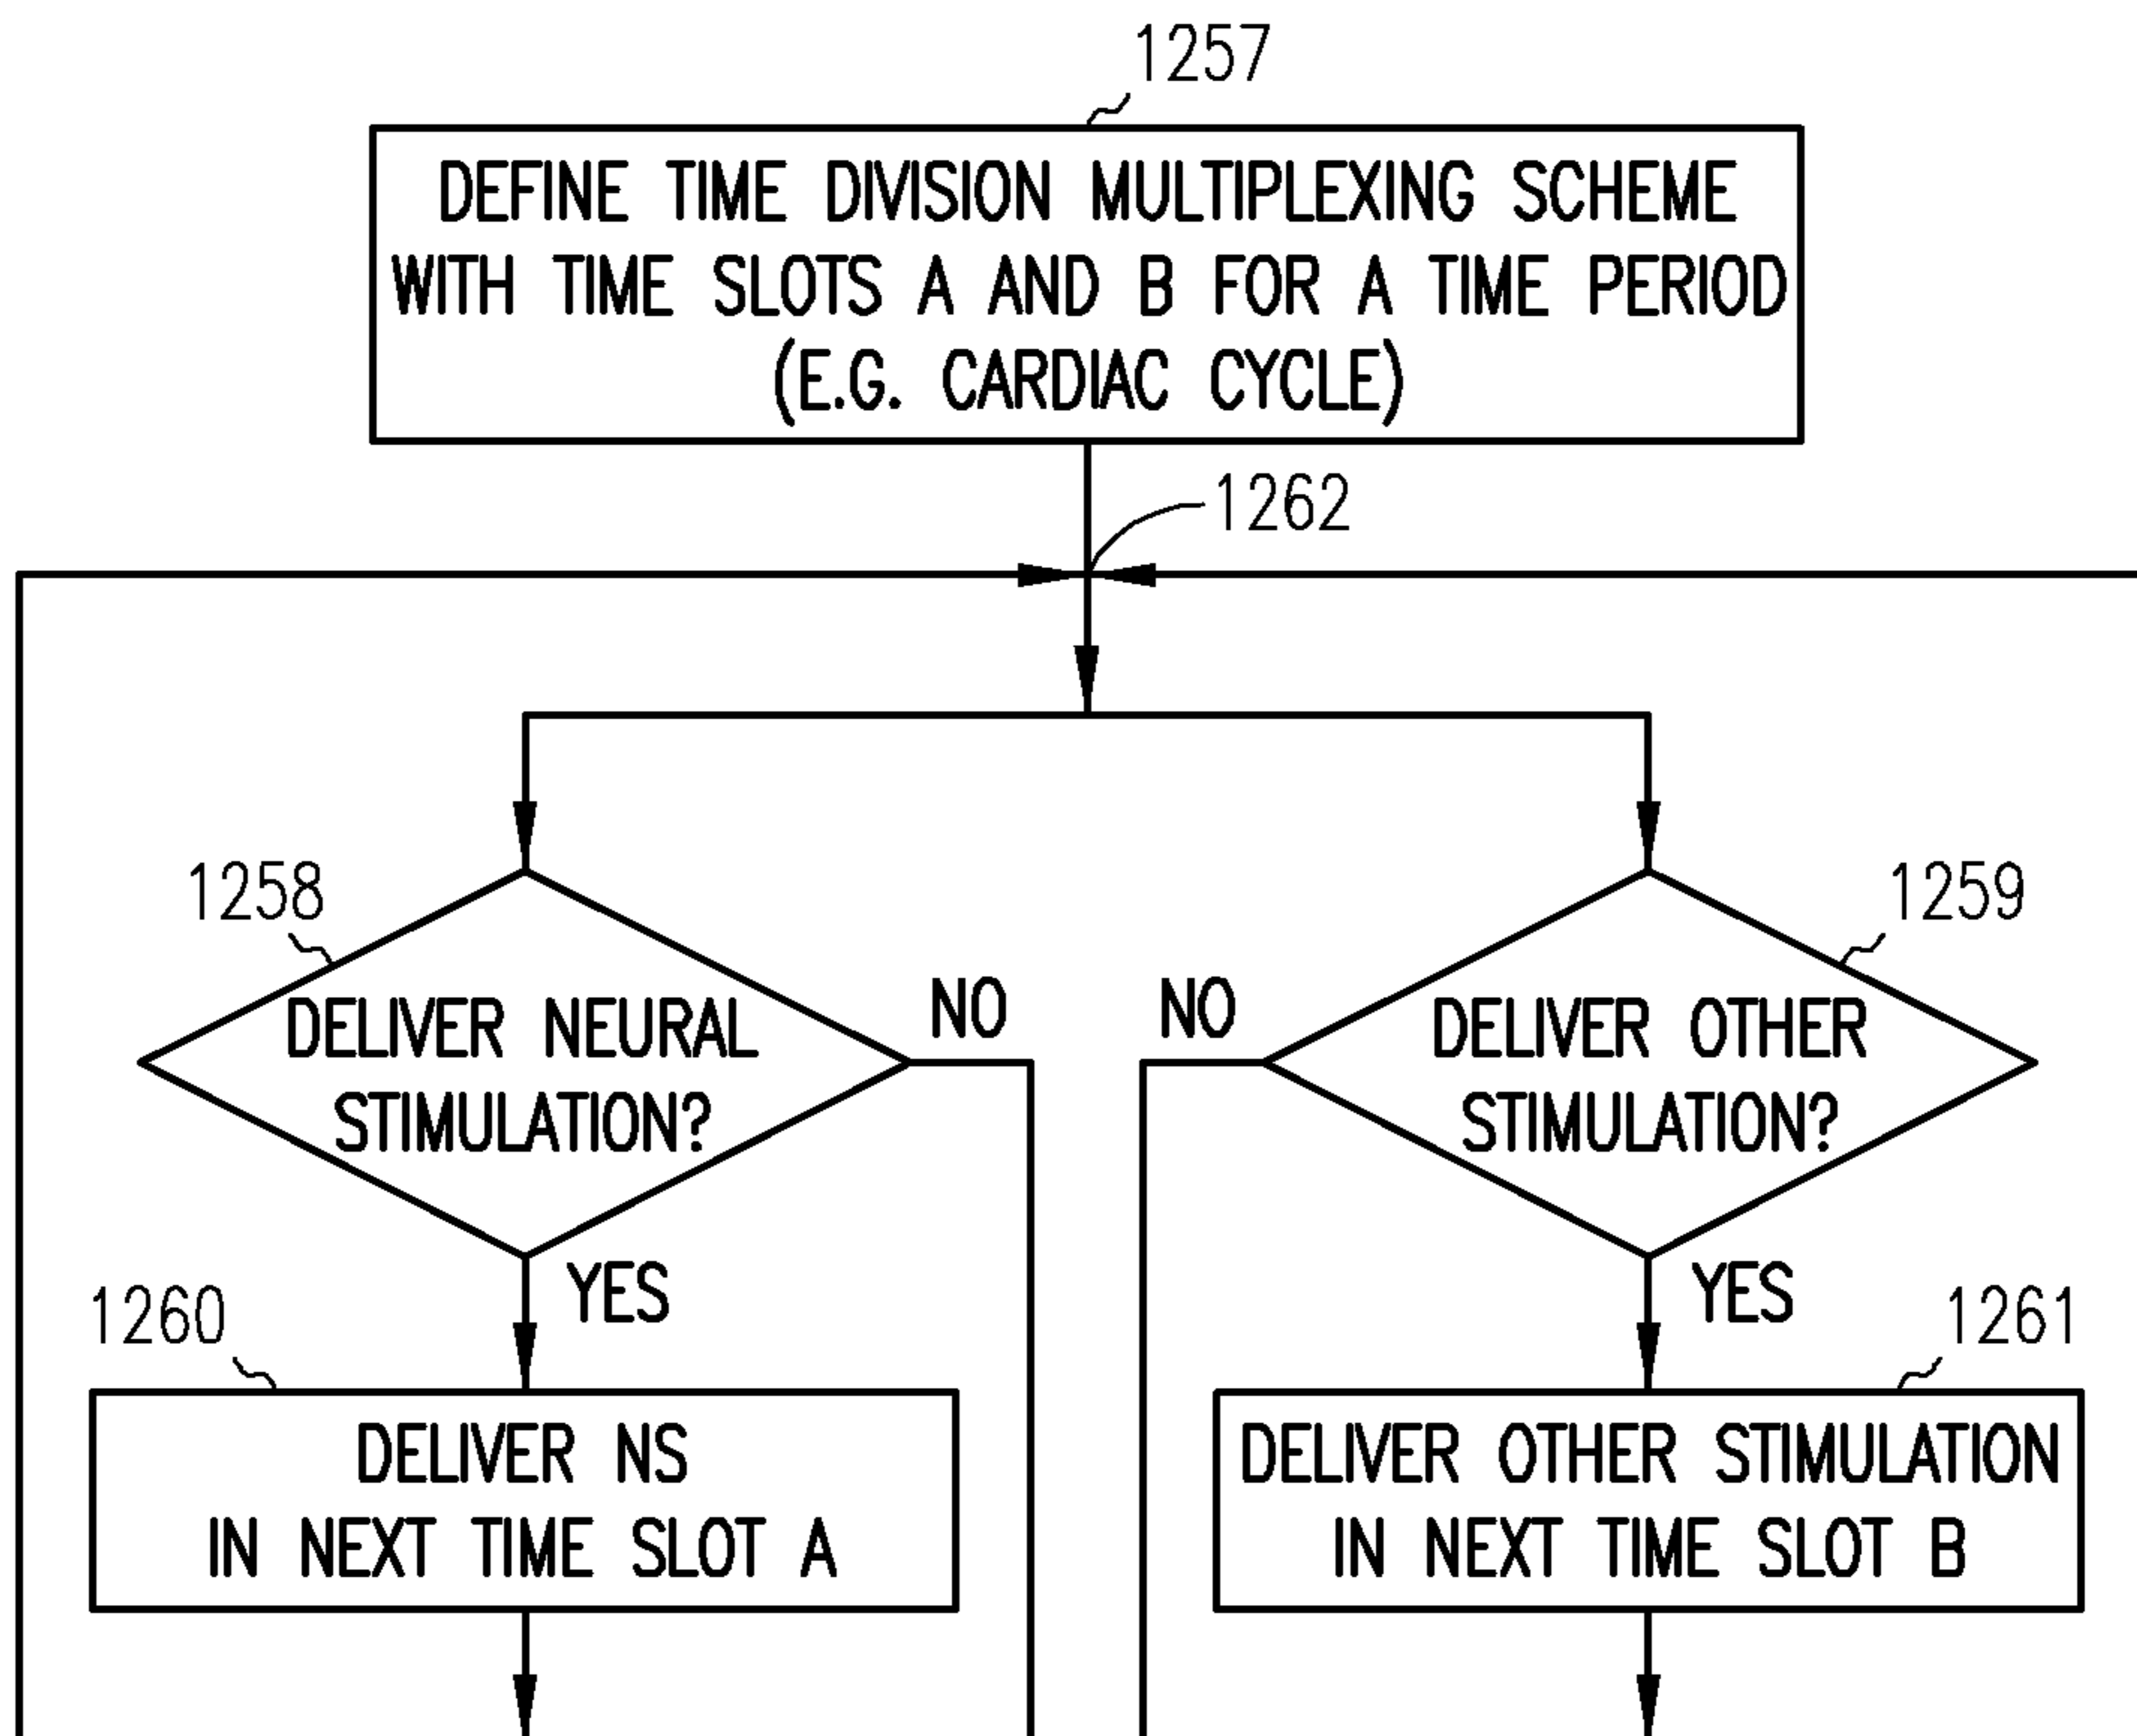 1257
DEFINE TIME DIVISION MULTIPLEXING SCHEME
WITH TIME SLOTS A AND B FOR A TIME PERIOD
(E.G. CARDIAC CYCLE)
1262
1258
1259
DELIVER NEURAL
STIMULATION?
NO
NO
DELIVER OTHER
STIMULATION?
YES
YES
1260
1261
DELIVER NS
IN NEXT TIME SLOT A
DELIVER OTHER STIMULATION
IN NEXT TIME SLOT B